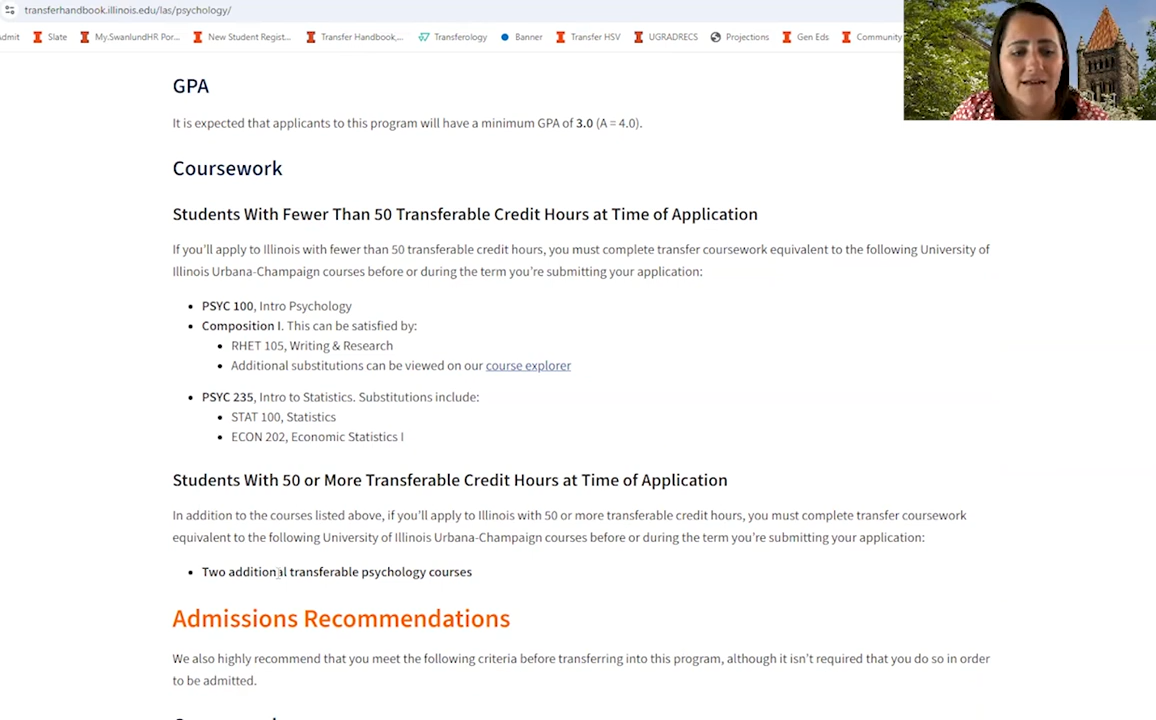 transferhandbook.illinois.edu/las/psychology/
dmit Slate My.SwanlundHR Por... New Student Regist... Transfer Handbook,... Transferology Banner Transfer HSV UGRADRECS Projections Gen Eds Community
GPA
It is expected that applicants to this program will have a minimum GPA of 3.0 (A = 4.0).
Coursework
Students With Fewer Than 50 Transferable Credit Hours at Time of Application
If you'll apply to Illinois with fewer than 50 transferable credit hours, you must complete transfer coursework equivalent to the following University of
Illinois Urbana-Champaign courses before or during the term you're submitting your application:
• PSYC 100, Intro Psychology
• Composition I. This can be satisfied by:
• RHET 105, Writing & Research
• Additional substitutions can be viewed on our course explorer
• PSYC 235, Intro to Statistics. Substitutions include:
• STAT 100, Statistics
• ECON 202, Economic Statistics I
Students With 50 or More Transferable Credit Hours at Time of Application
In addition to the courses listed above, if you'll apply to Illinois with 50 or more transferable credit hours, you must complete transfer coursework
equivalent to the following University of Illinois Urbana-Champaign courses before or during the term you're submitting your application:
• Two additional transferable psychology courses
Admissions Recommendations
We also highly recommend that you meet the following criteria before transferring into this program, although it isn't required that you do so in order
to be admitted.